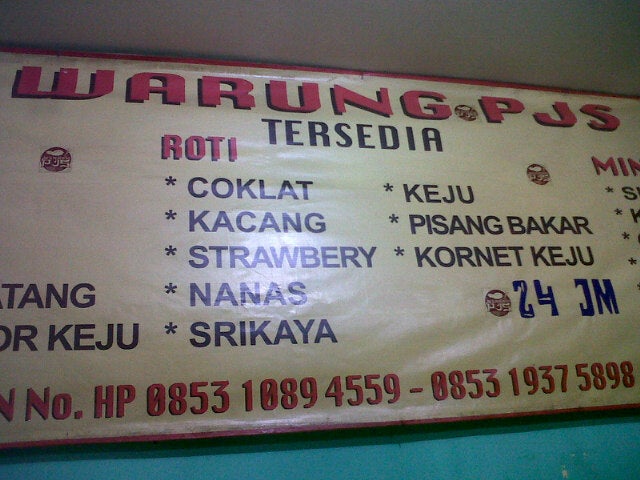 WARUNG PJS
TERSEDIA
ROTI
* COKLAT
* KACANG
* STRAWBERY
* NANAS
* SRIKAYA
* KEJU
* PISANG BAKAR
* KORNET KEJU
24 JM
MIN
ATANG
OR KEJU
N No. HP 0853 1089 4559 - 0853 1937 5898